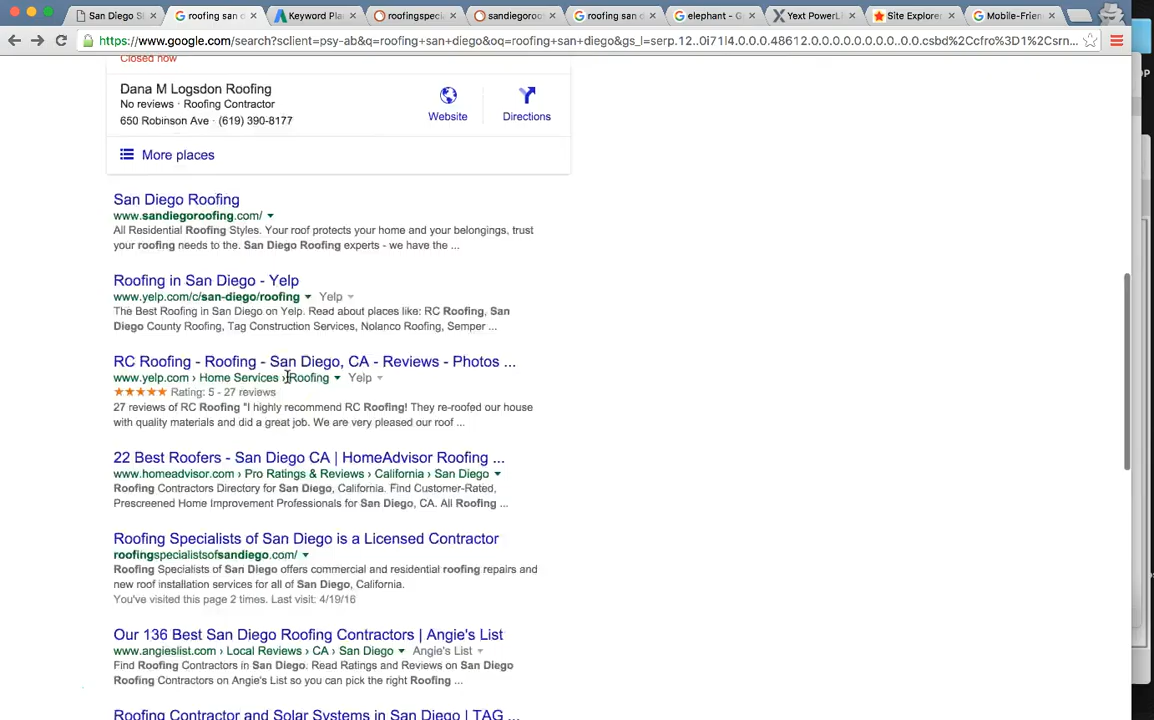 San Diego S
roofing san d
Keyword Pla
roofingspeci
sandiegoroo
roofing san d
elephant - G
Yext PowerLi
Site Explorer
Mobile-Frien
https://www.google.com/search?sclient=psy-ab&q=roofing+san+diego&oq=roofing+san+diego&gs_l=serp.12..0i71l4.0.0.0.48612.0.0.0.0.0.0.0.0..0.0.csbd%2Ccfro%3D1%2Csrn...
Closed now
Dana M Logsdon Roofing
No reviews · Roofing Contractor
650 Robinson Ave · (619) 390-8177
Website
Directions
More places
San Diego Roofing
www.sandiegoroofing.com/
All Residential Roofing Styles. Your roof protects your home and your belongings, trust
your roofing needs to the. San Diego Roofing experts - we have the ...
Roofing in San Diego - Yelp
www.yelp.com/c/san-diego/roofing Yelp
The Best Roofing in San Diego on Yelp. Read about places like: RC Roofing, San
Diego County Roofing, Tag Construction Services, Nolanco Roofing, Semper ...
RC Roofing - Roofing - San Diego, CA - Reviews - Photos ...
www.yelp.com › Home Services › Roofing Yelp
Rating: 5 - 27 reviews
27 reviews of RC Roofing "I highly recommend RC Roofing! They re-roofed our house
with quality materials and did a great job. We are very pleased our roof ...
22 Best Roofers - San Diego CA | HomeAdvisor Roofing ...
www.homeadvisor.com › Pro Ratings & Reviews › California › San Diego
Roofing Contractors Directory for San Diego, California. Find Customer-Rated,
Prescreened Home Improvement Professionals for San Diego, CA. All Roofing ...
Roofing Specialists of San Diego is a Licensed Contractor
roofingspecialistsofsandiego.com/
Roofing Specialists of San Diego offers commercial and residential roofing repairs and
new roof installation services for all of San Diego, California.
You've visited this page 2 times. Last visit: 4/19/16
Our 136 Best San Diego Roofing Contractors | Angie's List
www.angieslist.com › Local Reviews › CA › San Diego Angie's List
Find Roofing Contractors in San Diego. Read Ratings and Reviews on San Diego
Roofing Contractors on Angie's List so you can pick the right Roofing ...
Roofing Contractor and Solar Systems in San Diego | TAG ...